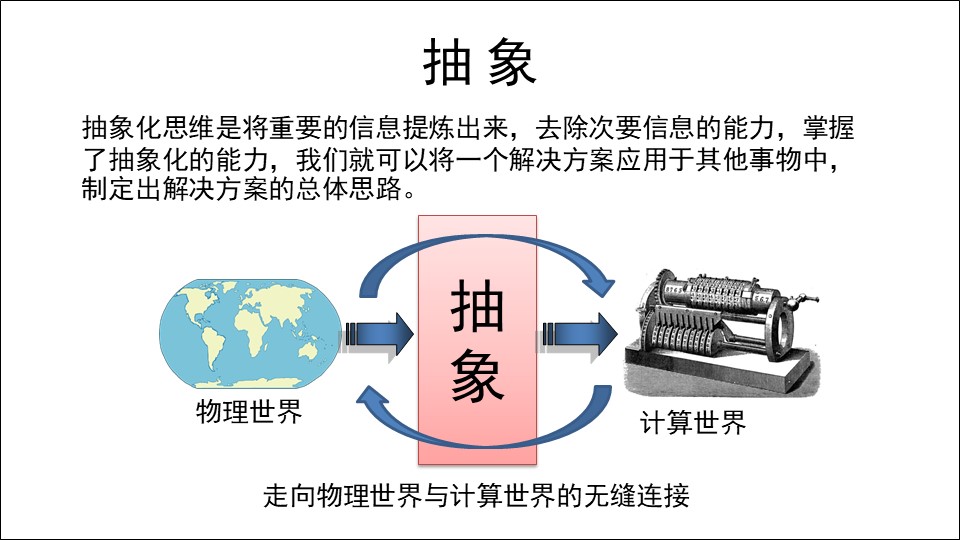 抽 象
抽象化思维是将重要的信息提炼出来，去除次要信息的能力，掌握
了抽象化的能力，我们就可以将一个解决方案应用于其他事物中，
制定出解决方案的总体思路。
抽
象
物理世界
计算世界
走向物理世界与计算世界的无缝连接